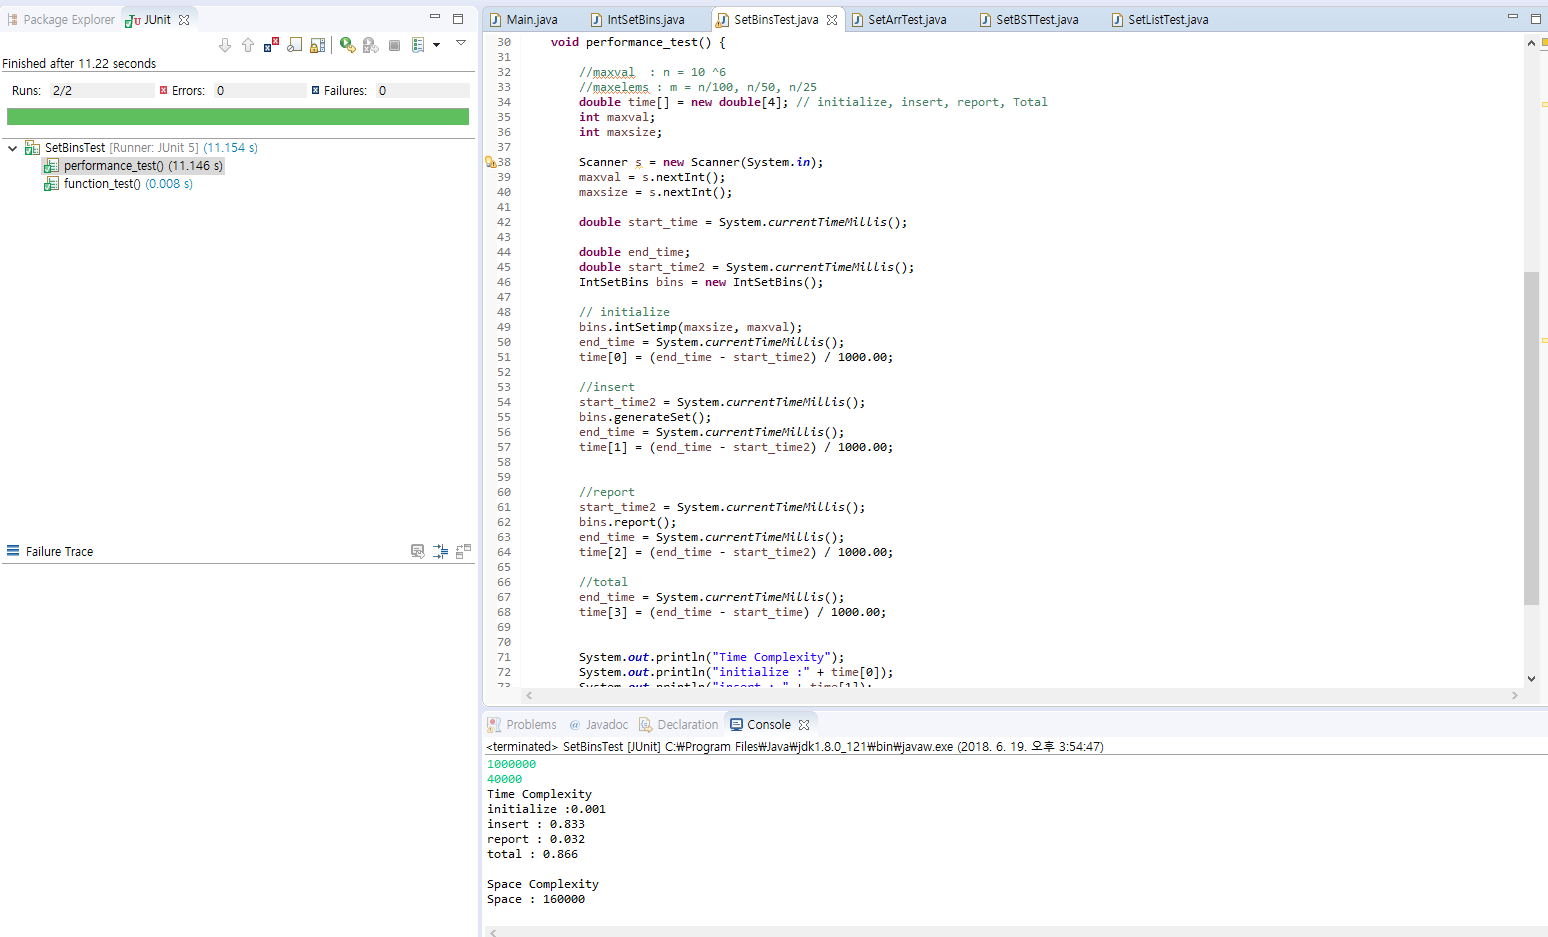 Package Explorer JUnit
Finished after 11.22 seconds
Runs: 2/2 Errors: 0 Failures: 0
SetBinsTest [Runner: JUnit 5] (11.154 s)
performance_test() (11.146 s)
function_test() (0.008 s)
Failure Trace
Main.java IntSetBins.java SetBinsTest.java SetArrTest.java SetBSTTest.java SetListTest.java
30 void performance_test() {
31
32 //maxval : n = 10 ^6
33 //maxelems : m = n/100, n/50, n/25
34 double time[] = new double[4]; // initialize, insert, report, Total
35 int maxval;
36 int maxsize;
37
38 Scanner s = new Scanner(System.in);
39 maxval = s.nextInt();
40 maxsize = s.nextInt();
41
42 double start_time = System.currentTimeMillis();
43
44 double end_time;
45 double start_time2 = System.currentTimeMillis();
46 IntSetBins bins = new IntSetBins();
47
48 // initialize
49 bins.intSetimp(maxsize, maxval);
50 end_time = System.currentTimeMillis();
51 time[0] = (end_time - start_time2) / 1000.00;
52
53 //insert
54 start_time2 = System.currentTimeMillis();
55 bins.generateSet();
56 end_time = System.currentTimeMillis();
57 time[1] = (end_time - start_time2) / 1000.00;
58
59
60 //report
61 start_time2 = System.currentTimeMillis();
62 bins.report();
63 end_time = System.currentTimeMillis();
64 time[2] = (end_time - start_time2) / 1000.00;
65
66 //total
67 end_time = System.currentTimeMillis();
68 time[3] = (end_time - start_time) / 1000.00;
69
70
71 System.out.println("Time Complexity");
72 System.out.println("initialize :" + time[0]);
73 System.out.println("insert : " + time[1]);
Problems @ Javadoc Declaration Console
<terminated> SetBinsTest [JUnit] C:₩Program Files₩Java₩jdk1.8.0_121₩bin₩javaw.exe (2018. 6. 19. 오후 3:54:47)
1000000
40000
Time Complexity
initialize :0.001
insert : 0.833
report : 0.032
total : 0.866
Space Complexity
Space : 160000